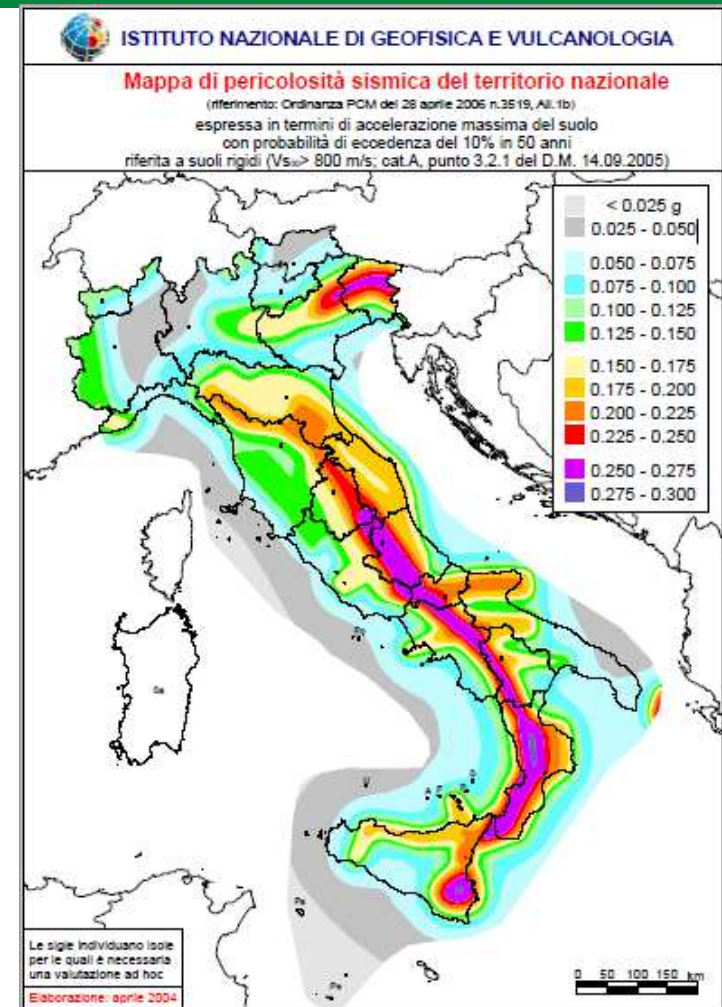 ISTITUTO NAZIONALE DI GEOFISICA E VULCANOLOGIA
Mappa di pericolosità sismica del territorio nazionale
(riferimento: Ordinanza PCM del 28 aprile 2006 n.3519, All.1b)
espressa in termini di accelerazione massima del suolo
con probabilità di eccedenza del 10% in 50 anni
riferita a suoli rigidi (Vs₃₀> 800 m/s; cat.A, punto 3.2.1 del D.M. 14.09.2005)
< 0.025 g
0.025 - 0.050
0.050 - 0.075
0.075 - 0.100
0.100 - 0.125
0.125 - 0.150
0.150 - 0.175
0.175 - 0.200
0.200 - 0.225
0.225 - 0.250
0.250 - 0.275
0.275 - 0.300
U
Le sigle individuano isole
per le quali è necessaria
una valutazione ad hoc
Elaborazione: aprile 2004
0 50 100 150 km